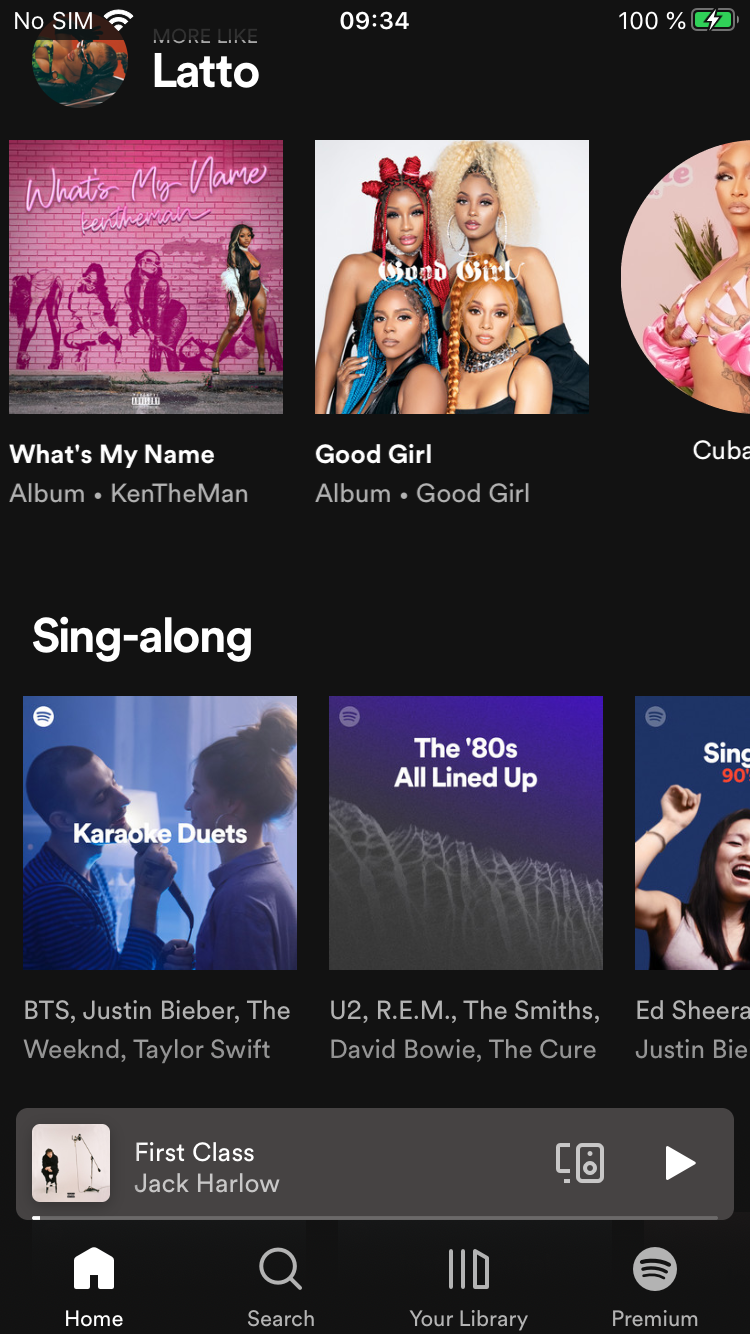 No SIM 09:34 100 %
MORE LIKE
Latto
What's My Name
kentheman
Good Girl
What's My Name
Album • KenTheMan
Good Girl
Album • Good Girl
Cuba
Sing-along
Karaoke Duets
The '80s
All Lined Up
Sing
90'
BTS, Justin Bieber, The
Weeknd, Taylor Swift
U2, R.E.M., The Smiths,
David Bowie, The Cure
Ed Sheera
Justin Bie
First Class
Jack Harlow
Home
Search
Your Library
Premium